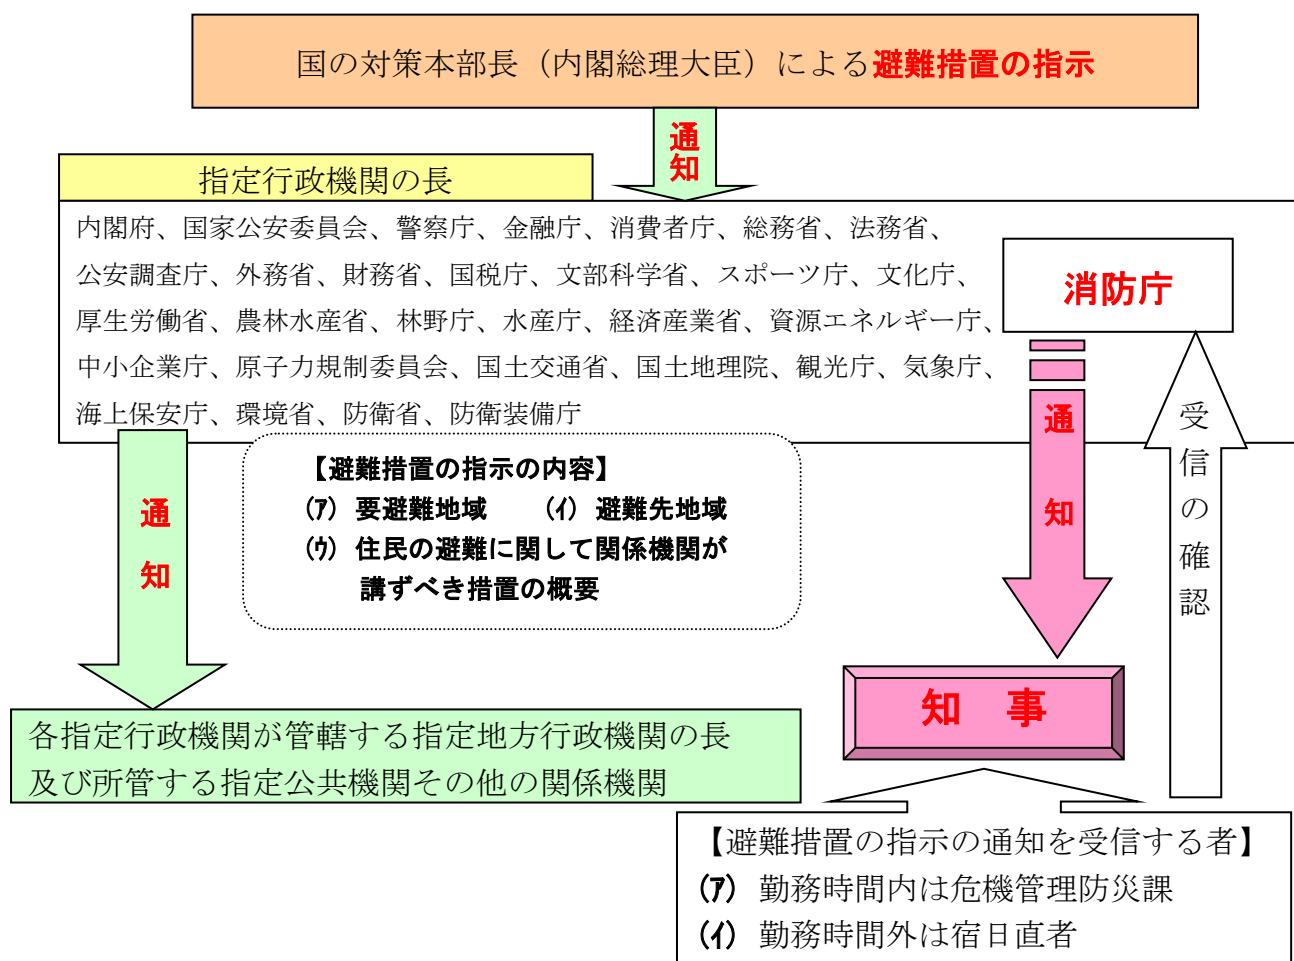 国の対策本部長（内閣総理大臣）による避難措置の指示
通知
指定行政機関の長
内閣府、国家公安委員会、警察庁、金融庁、消費者庁、総務省、法務省、
公安調査庁、外務省、財務省、国税庁、文部科学省、スポーツ庁、文化庁、
厚生労働省、農林水産省、林野庁、水産庁、経済産業省、資源エネルギー庁、
中小企業庁、原子力規制委員会、国土交通省、国土地理院、観光庁、気象庁、
海上保安庁、環境省、防衛省、防衛装備庁
消防庁
通知
受信の確認
【避難措置の指示の内容】
(ｱ) 要避難地域　　(ｲ) 避難先地域
(ｳ) 住民の避難に関して関係機関が
講ずべき措置の概要
通知
知　事
各指定行政機関が管轄する指定地方行政機関の長
及び所管する指定公共機関その他の関係機関
【避難措置の指示の通知を受信する者】
(ｱ) 勤務時間内は危機管理防災課
(ｲ) 勤務時間外は宿日直者